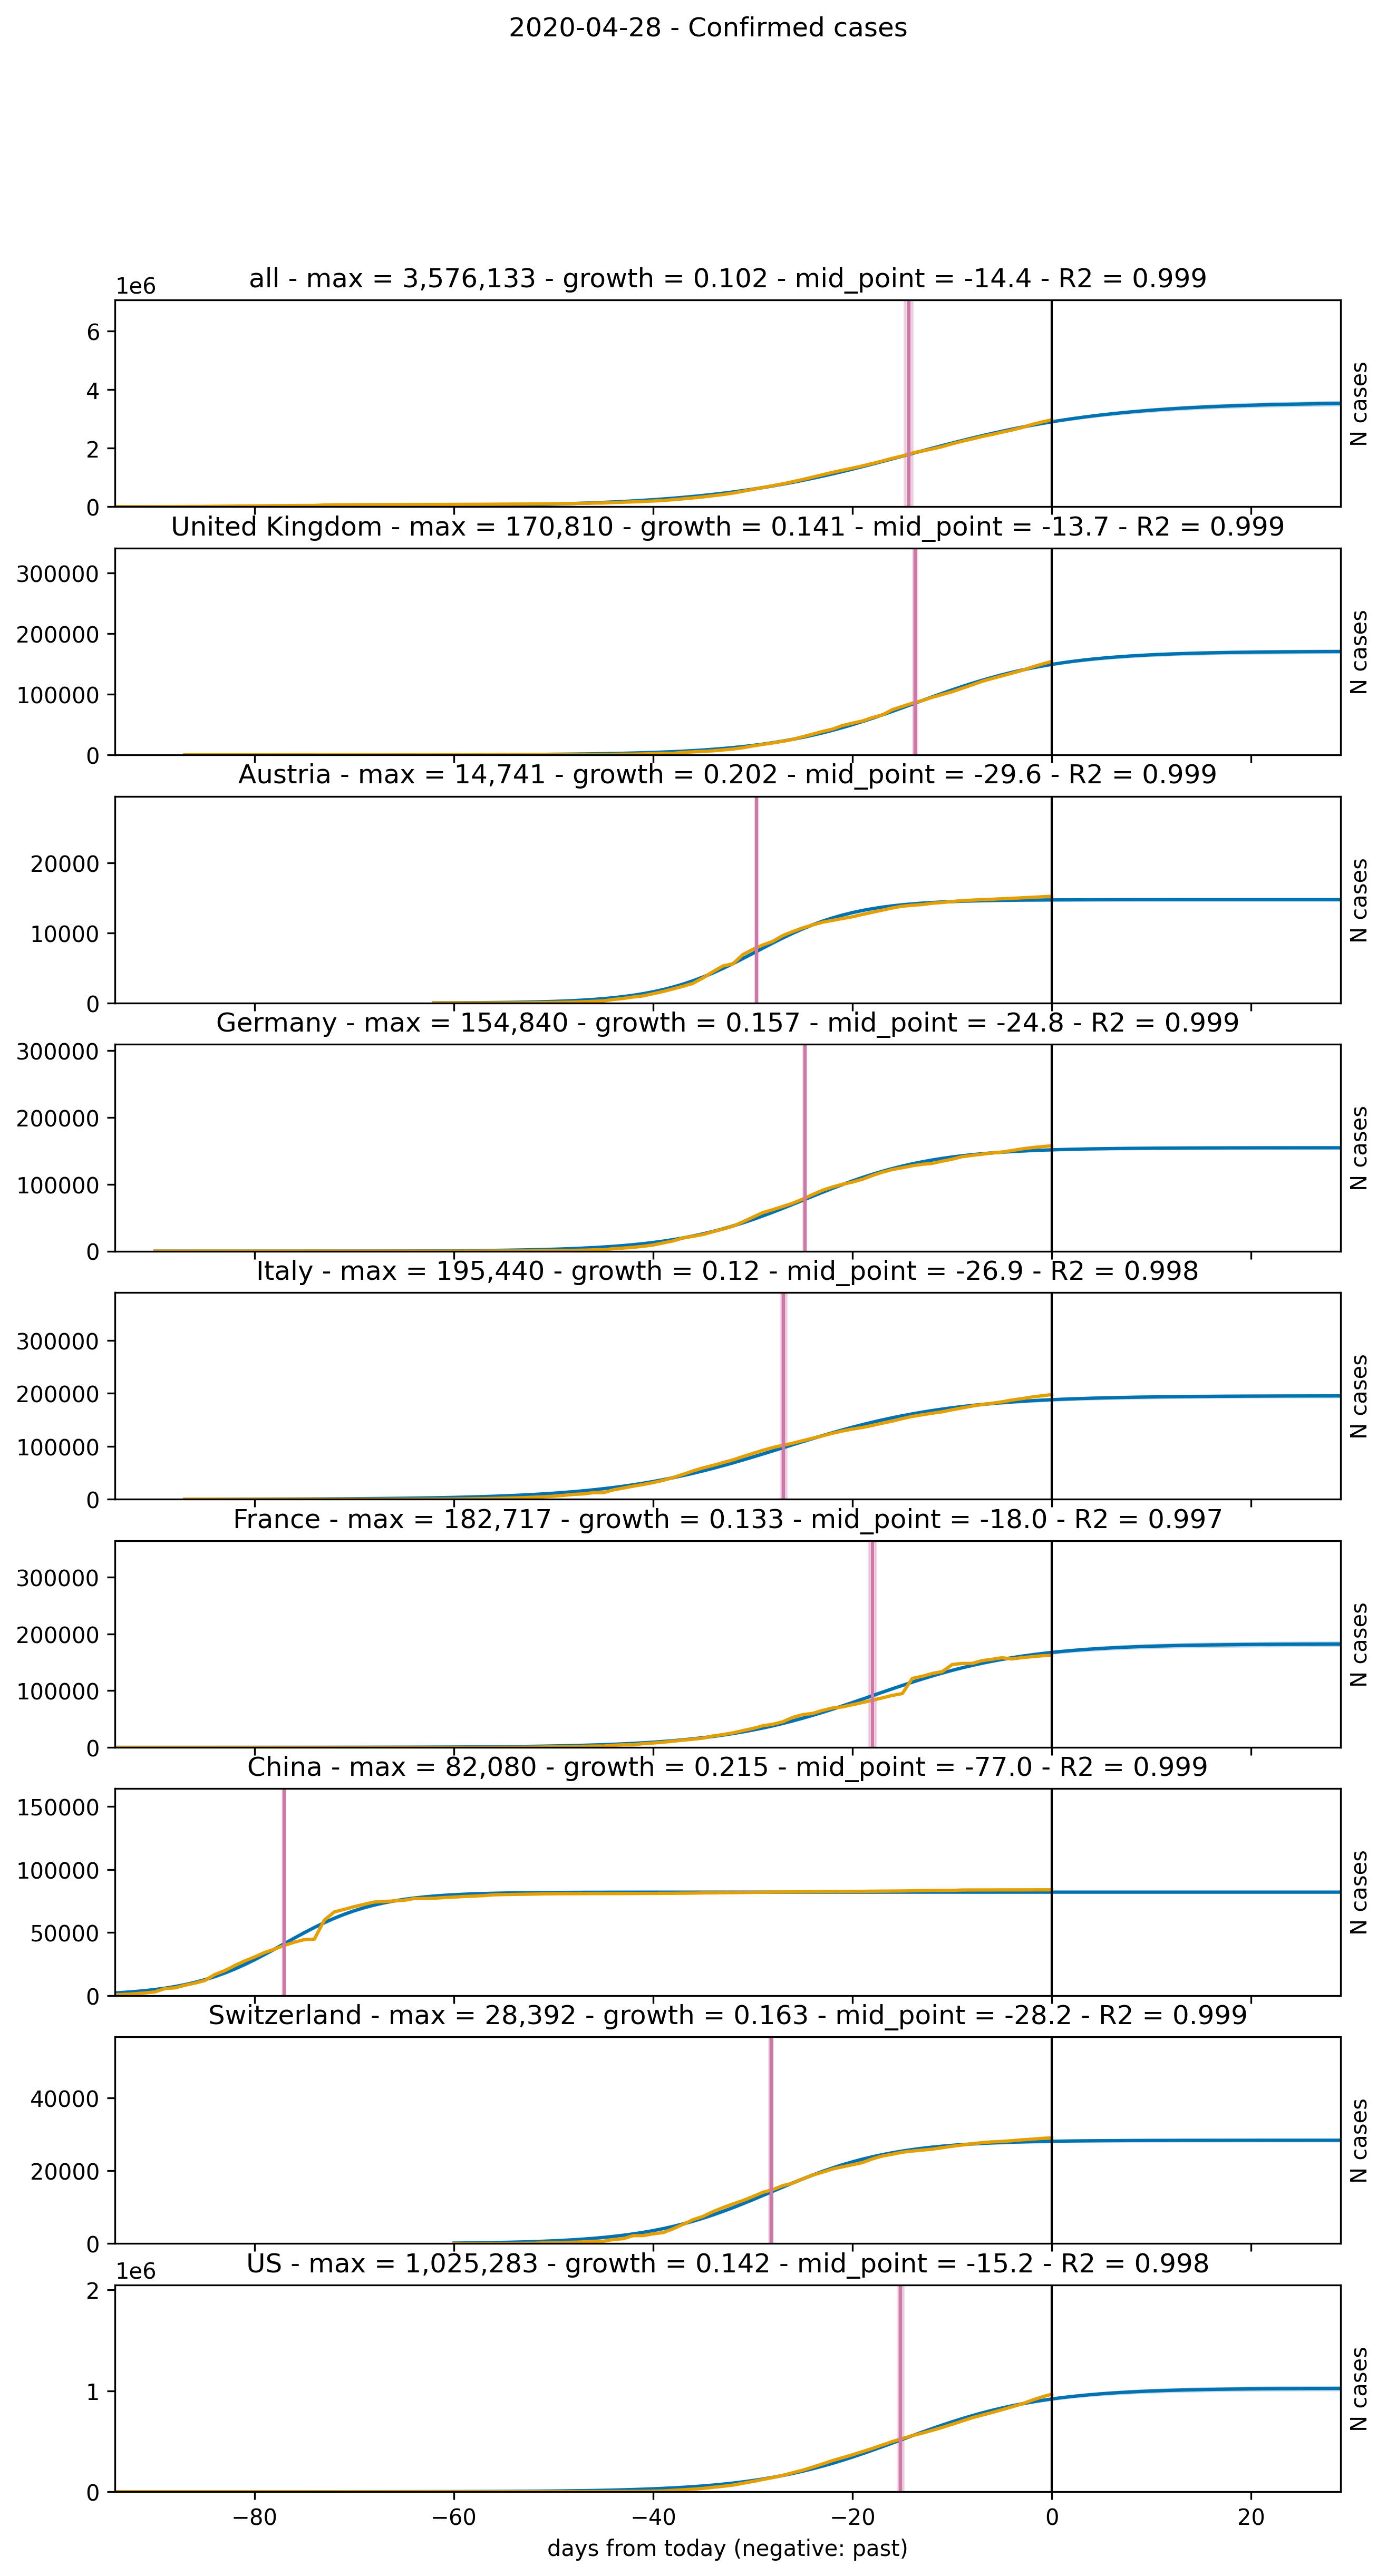 2020-04-28 - Confirmed cases
all - max = 3,576,133 - growth = 0.102 - mid_point = -14.4 - R2 = 0.999
1e6
6
4
2
0
N cases
United Kingdom - max = 170,810 - growth = 0.141 - mid_point = -13.7 - R2 = 0.999
300000
200000
100000
0
N cases
Austria - max = 14,741 - growth = 0.202 - mid_point = -29.6 - R2 = 0.999
20000
10000
0
N cases
Germany - max = 154,840 - growth = 0.157 - mid_point = -24.8 - R2 = 0.999
300000
200000
100000
0
N cases
Italy - max = 195,440 - growth = 0.12 - mid_point = -26.9 - R2 = 0.998
300000
200000
100000
0
N cases
France - max = 182,717 - growth = 0.133 - mid_point = -18.0 - R2 = 0.997
300000
200000
100000
0
N cases
China - max = 82,080 - growth = 0.215 - mid_point = -77.0 - R2 = 0.999
150000
100000
50000
0
N cases
Switzerland - max = 28,392 - growth = 0.163 - mid_point = -28.2 - R2 = 0.999
40000
20000
0
N cases
US - max = 1,025,283 - growth = 0.142 - mid_point = -15.2 - R2 = 0.998
1e6
2
1
0
N cases
−80 −60 −40 −20 0 20
days from today (negative: past)